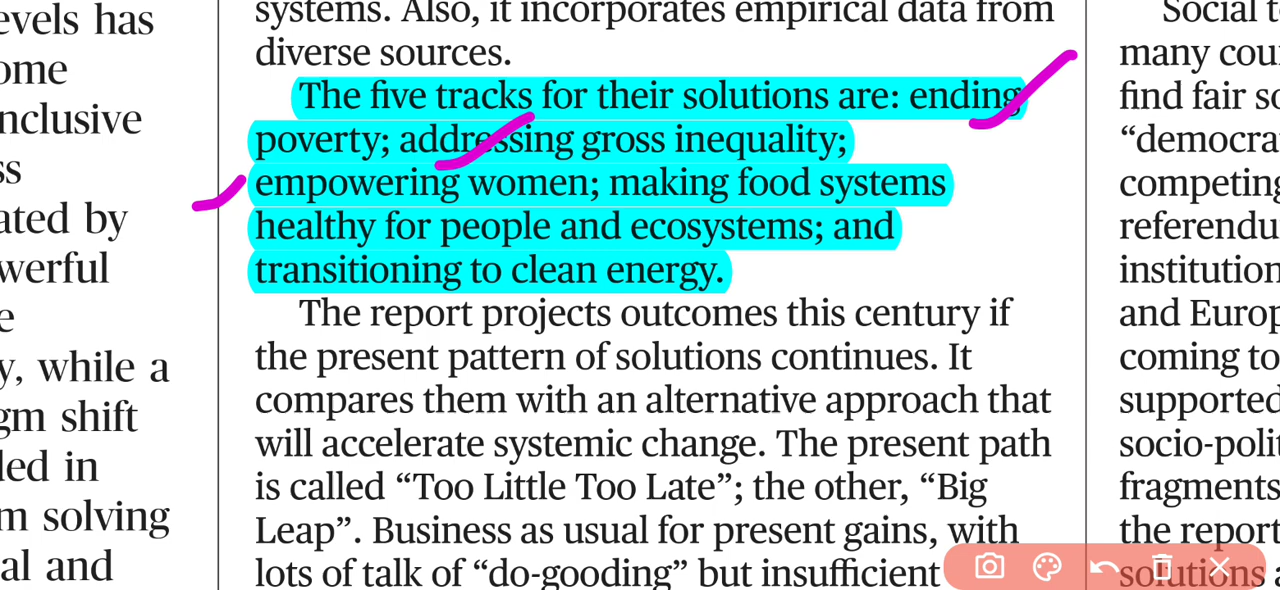 evels has
ome
nclusive
ss
ated by
werful
e
y, while a
gm shift
led in
m solving
al and
systems. Also, it incorporates empirical data from
diverse sources.
The five tracks for their solutions are: ending
poverty; addressing gross inequality;
empowering women; making food systems
healthy for people and ecosystems; and
transitioning to clean energy.
The report projects outcomes this century if
the present pattern of solutions continues. It
compares them with an alternative approach that
will accelerate systemic change. The present path
is called “Too Little Too Late”; the other, “Big
Leap”. Business as usual for present gains, with
lots of talk of “do-gooding” but insufficient
Social t
many cou
find fair so
“democra
competing
referendu
institution
and Europ
coming to
supported
socio-polit
fragments
the report
solutions a